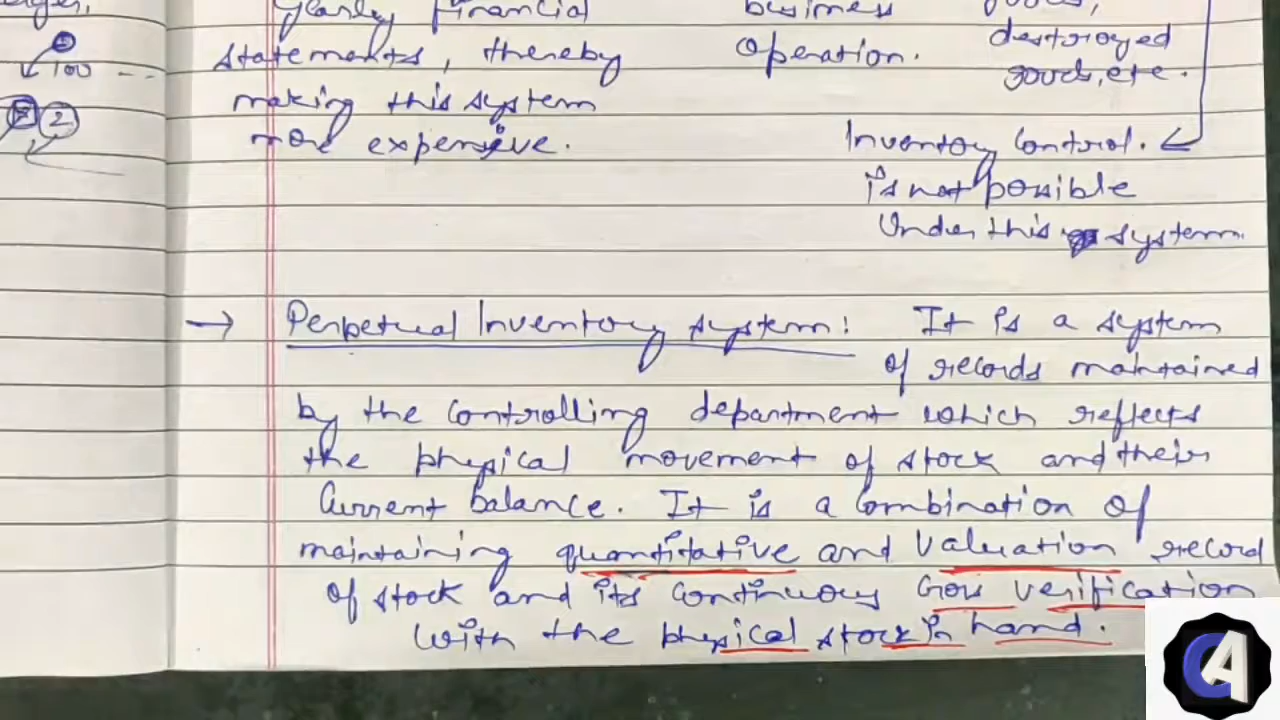 yearly financial
statements, thereby
making this system
more expensive.
business
operation.
destroyed
goods, etc.
Inventory Control.
is not possible
Under this system.
→ Perpetual Inventory system: It is a system
of records maintained
by the controlling department which reflects
the physical movement of stock and their
Current balance. It is a combination of
maintaining quantitative and valuation record
of stock and its continuous verification
with the physical stock in hand.
100 --
2
CA